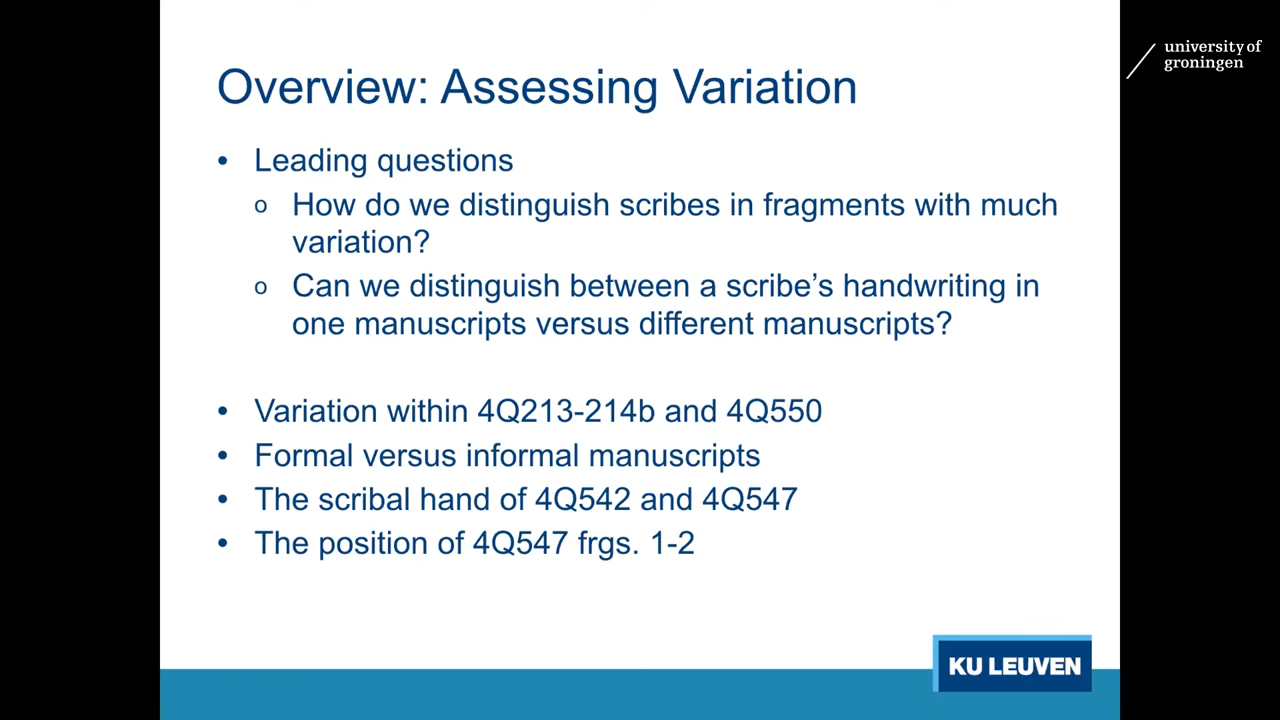 Overview: Assessing Variation
• Leading questions
o How do we distinguish scribes in fragments with much
variation?
o Can we distinguish between a scribe’s handwriting in
one manuscripts versus different manuscripts?
• Variation within 4Q213-214b and 4Q550
• Formal versus informal manuscripts
• The scribal hand of 4Q542 and 4Q547
• The position of 4Q547 frgs. 1-2
KU LEUVEN
university of
groningen